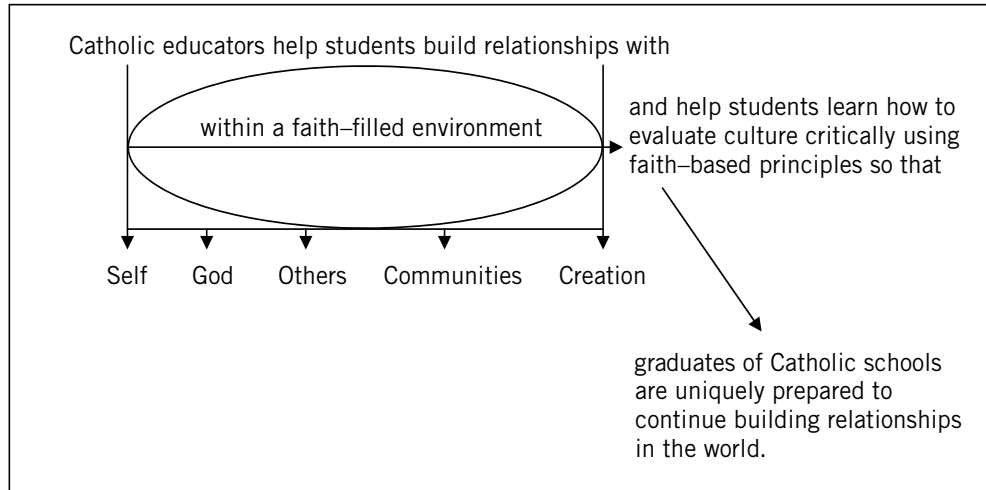 Catholic educators help students build relationships with
within a faith–filled environment
Self God Others Communities Creation
and help students learn how to
evaluate culture critically using
faith–based principles so that
graduates of Catholic schools
are uniquely prepared to
continue building relationships
in the world.